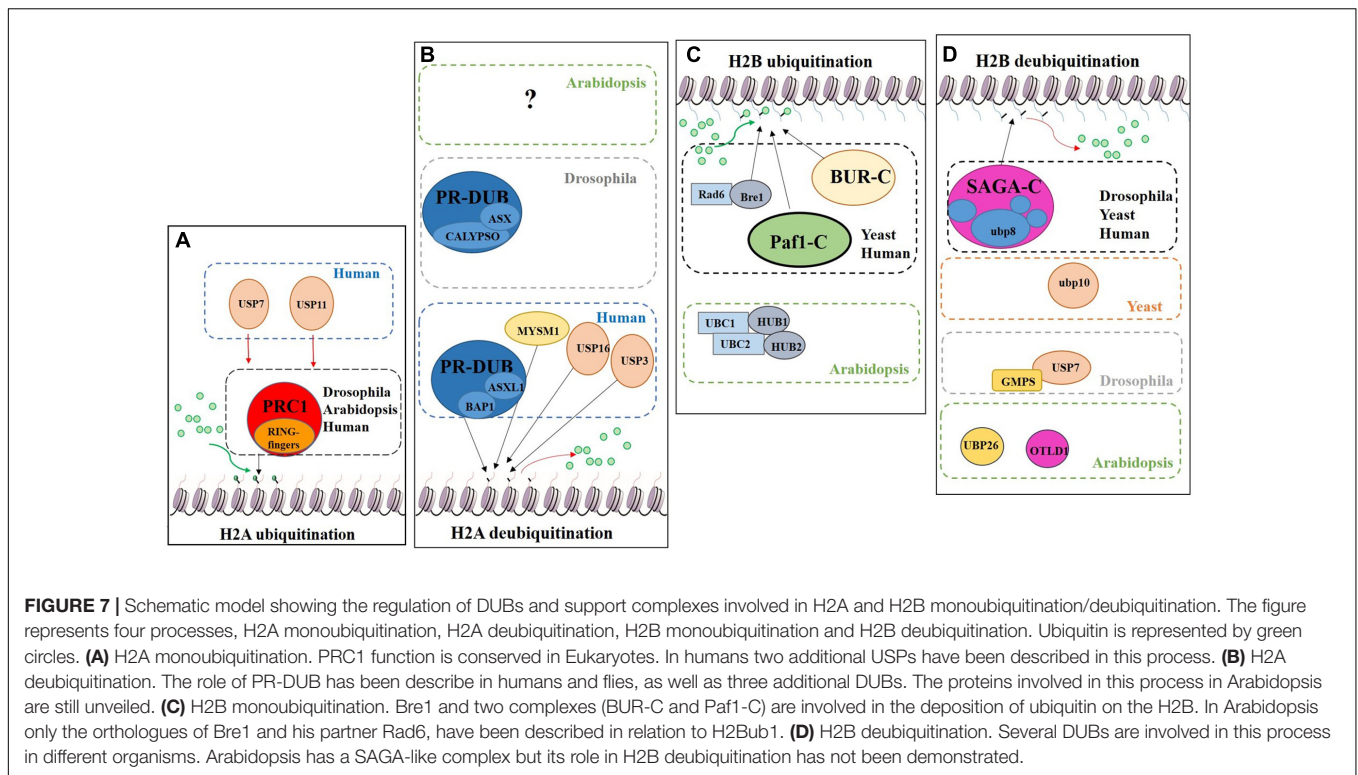 A
Human
USP7
USP11
PRC1
RING-
fingers
Drosophila
Arabidopsis
Human
H2A ubiquitination
B
Arabidopsis
?
Drosophila
PR-DUB
ASX
CALYPSO
Human
MYSM1
USP16
USP3
PR-DUB
ASXL1
BAP1
H2A deubiquitination
C
H2B ubiquitination
Rad6
Bre1
BUR-C
Paf1-C
Yeast
Human
UBC1
HUB1
UBC2
HUB2
Arabidopsis
D
H2B deubiquitination
SAGA-C
ubp8
Drosophila
Yeast
Human
ubp10
Yeast
USP7
GMPS
Drosophila
UBP26
OTLD1
Arabidopsis
FIGURE 7 | Schematic model showing the regulation of DUBs and support complexes involved in H2A and H2B monoubiquitination/deubiquitination. The figure
represents four processes, H2A monoubiquitination, H2A deubiquitination, H2B monoubiquitination and H2B deubiquitination. Ubiquitin is represented by green
circles. (A) H2A monoubiquitination. PRC1 function is conserved in Eukaryotes. In humans two additional USPs have been described in this process. (B) H2A
deubiquitination. The role of PR-DUB has been describe in humans and flies, as well as three additional DUBs. The proteins involved in this process in Arabidopsis
are still unveiled. (C) H2B monoubiquitination. Bre1 and two complexes (BUR-C and Paf1-C) are involved in the deposition of ubiquitin on the H2B. In Arabidopsis
only the orthologues of Bre1 and his partner Rad6, have been described in relation to H2Bub1. (D) H2B deubiquitination. Several DUBs are involved in this process
in different organisms. Arabidopsis has a SAGA-like complex but its role in H2B deubiquitination has not been demonstrated.